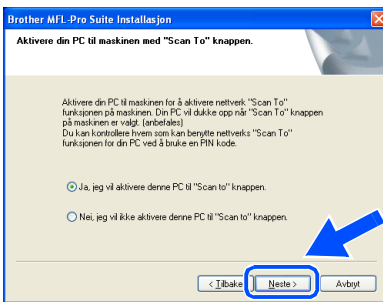 Brother MFL-Pro Suite Installasjon
Aktivere din PC til maskinen med "Scan To" knappen.
Aktivere din PC til maskinen for å aktivere nettverk "Scan To"
funksjonen på maskinen. Din PC vil dukke opp når "Scan To" knappen
på maskinen er valgt. (anbefales)
Du kan kontrollere hvem som kan benytte nettverks "Scan To"
funksjonen for din PC ved å bruke en PIN kode.
Ja, jeg vil aktivere denne PC til "Scan to" knappen.
Nei, jeg vil ikke aktivere denne PC til "Scan to" knappen.
< Tilbake Neste > Avbryt